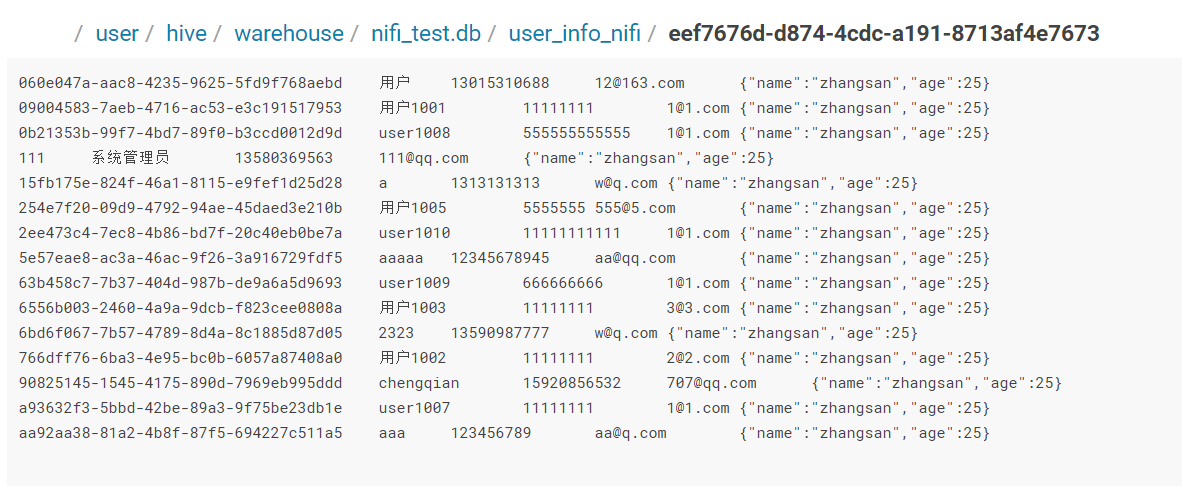 / user / hive / warehouse / nifi_test.db / user_info_nifi / eef7676d-d874-4cdc-a191-8713af4e7673
060e047a-aac8-4235-9625-5fd9f768aebd 用户 13015310688 12@163.com {"name":"zhangsan","age":25}
09004583-7aeb-4716-ac53-e3c191517953 用户1001 11111111 1@1.com {"name":"zhangsan","age":25}
0b21353b-99f7-4bd7-89f0-b3ccd0012d9d user1008 555555555555 1@1.com {"name":"zhangsan","age":25}
111 系统管理员 13580369563 111@qq.com {"name":"zhangsan","age":25}
15fb175e-824f-46a1-8115-e9fef1d25d28 a 1313131313 w@q.com {"name":"zhangsan","age":25}
254e7f20-09d9-4792-94ae-45daed3e210b 用户1005 5555555 555@5.com {"name":"zhangsan","age":25}
2ee473c4-7ec8-4b86-bd7f-20c40eb0be7a user1010 11111111111 1@1.com {"name":"zhangsan","age":25}
5e57eae8-ac3a-46ac-9f26-3a916729fdf5 aaaaa 12345678945 aa@qq.com {"name":"zhangsan","age":25}
63b458c7-7b37-404d-987b-de9a6a5d9693 user1009 666666666 1@1.com {"name":"zhangsan","age":25}
6556b003-2460-4a9a-9dcb-f823cee0808a 用户1003 11111111 3@3.com {"name":"zhangsan","age":25}
6bd6f067-7b57-4789-8d4a-8c1885d87d05 2323 13590987777 w@q.com {"name":"zhangsan","age":25}
766dff76-6ba3-4e95-bc0b-6057a87408a0 用户1002 11111111 2@2.com {"name":"zhangsan","age":25}
90825145-1545-4175-890d-7969eb995ddd chengqian 15920856532 707@qq.com {"name":"zhangsan","age":25}
a93632f3-5bbd-42be-89a3-9f75be23db1e user1007 11111111 1@1.com {"name":"zhangsan","age":25}
aa92aa38-81a2-4b8f-87f5-694227c511a5 aaa 123456789 aa@q.com {"name":"zhangsan","age":25}